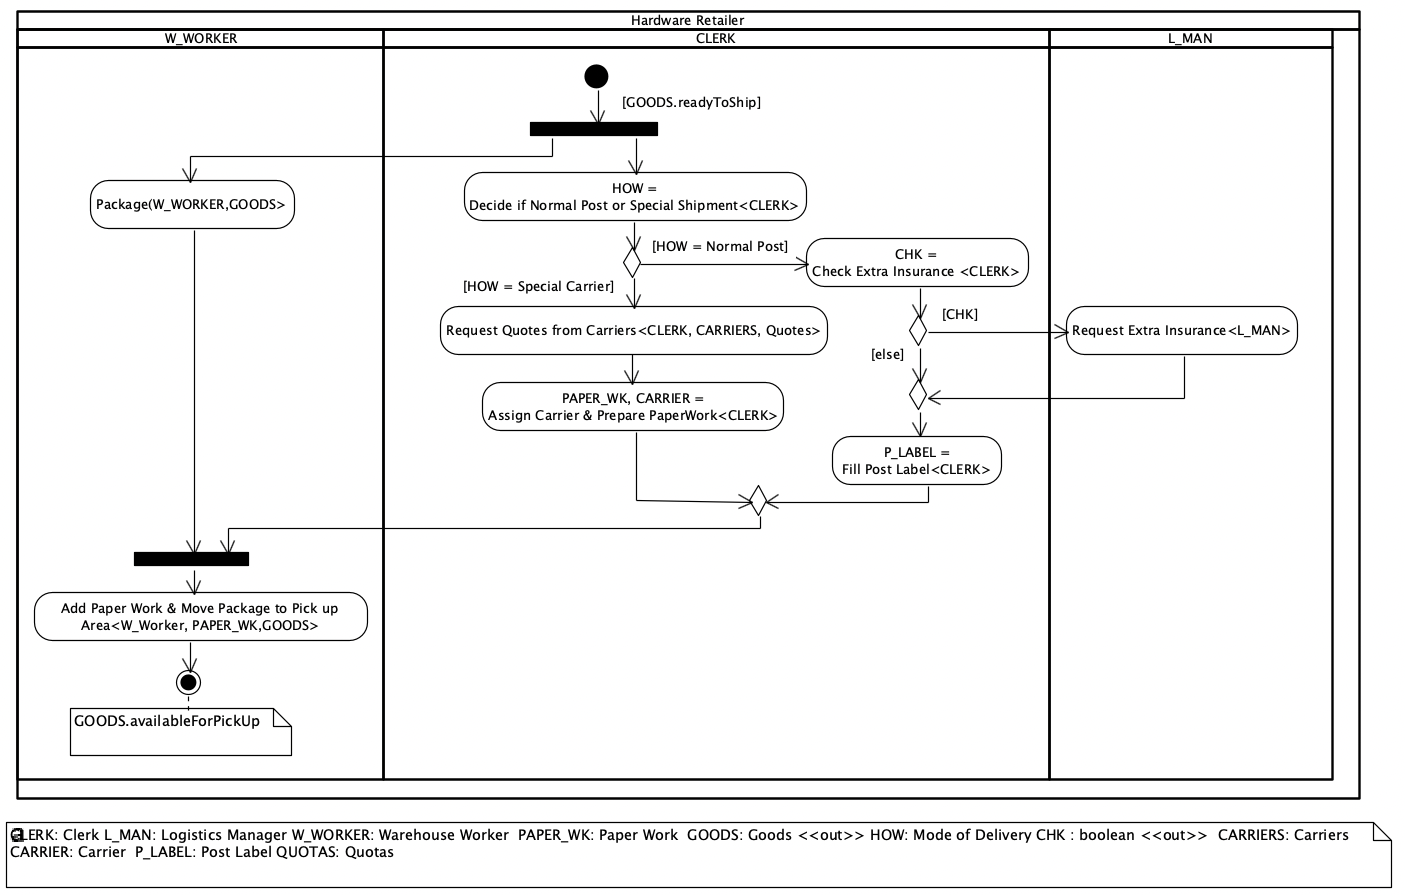 Hardware Retailer
W_WORKER
CLERK
L_MAN
[GOODS.readyToShip]
Package(W_WORKER,GOODS>
HOW =
Decide if Normal Post or Special Shipment<CLERK>
[HOW = Normal Post]
CHK =
Check Extra Insurance <CLERK>
[HOW = Special Carrier]
[CHK]
Request Quotes from Carriers<CLERK, CARRIERS, Quotes>
Request Extra Insurance<L_MAN>
[else]
PAPER_WK, CARRIER =
Assign Carrier & Prepare PaperWork<CLERK>
P_LABEL =
Fill Post Label<CLERK>
Add Paper Work & Move Package to Pick up
Area<W_Worker, PAPER_WK,GOODS>
GOODS.availableForPickUp
CLERK: Clerk L_MAN: Logistics Manager W_WORKER: Warehouse Worker  PAPER_WK: Paper Work  GOODS: Goods <<out>> HOW: Mode of Delivery CHK : boolean <<out>>  CARRIERS: Carriers
CARRIER: Carrier  P_LABEL: Post Label QUOTAS: Quotas